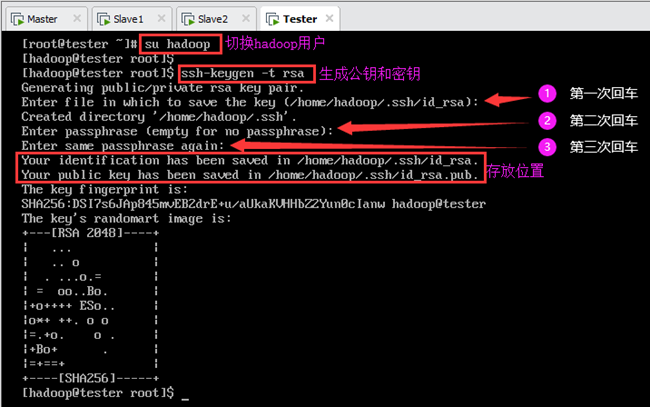 Master Slave1 Slave2 Tester
[root@tester ~]# su hadoop 切换hadoop用户
[hadoop@tester root]$
[hadoop@tester root]$ ssh-keygen -t rsa 生成公钥和密钥
Generating public/private rsa key pair.
Enter file in which to save the key (/home/hadoop/.ssh/id_rsa): 1 第一次回车
Created directory '/home/hadoop/.ssh'.
Enter passphrase (empty for no passphrase): 2 第二次回车
Enter same passphrase again: 3 第三次回车
Your identification has been saved in /home/hadoop/.ssh/id_rsa.
Your public key has been saved in /home/hadoop/.ssh/id_rsa.pub. 存放位置
The key fingerprint is:
SHA256:DSI7s6JAp845mvEB2drE+u/aUkaKVHHbZ2Yun0cIanw hadoop@tester
The key's randomart image is:
+---[RSA 2048]----+
|   ...           |
|   .. o          |
|  . ...o.=       |
| =  oo..Bo.      |
|+o++++ ESo..     |
|o*+ ++. o o      |
|=.+o.    o .     |
|+Bo+      .      |
|=+==+            |
+----[SHA256]-----+
[hadoop@tester root]$ _